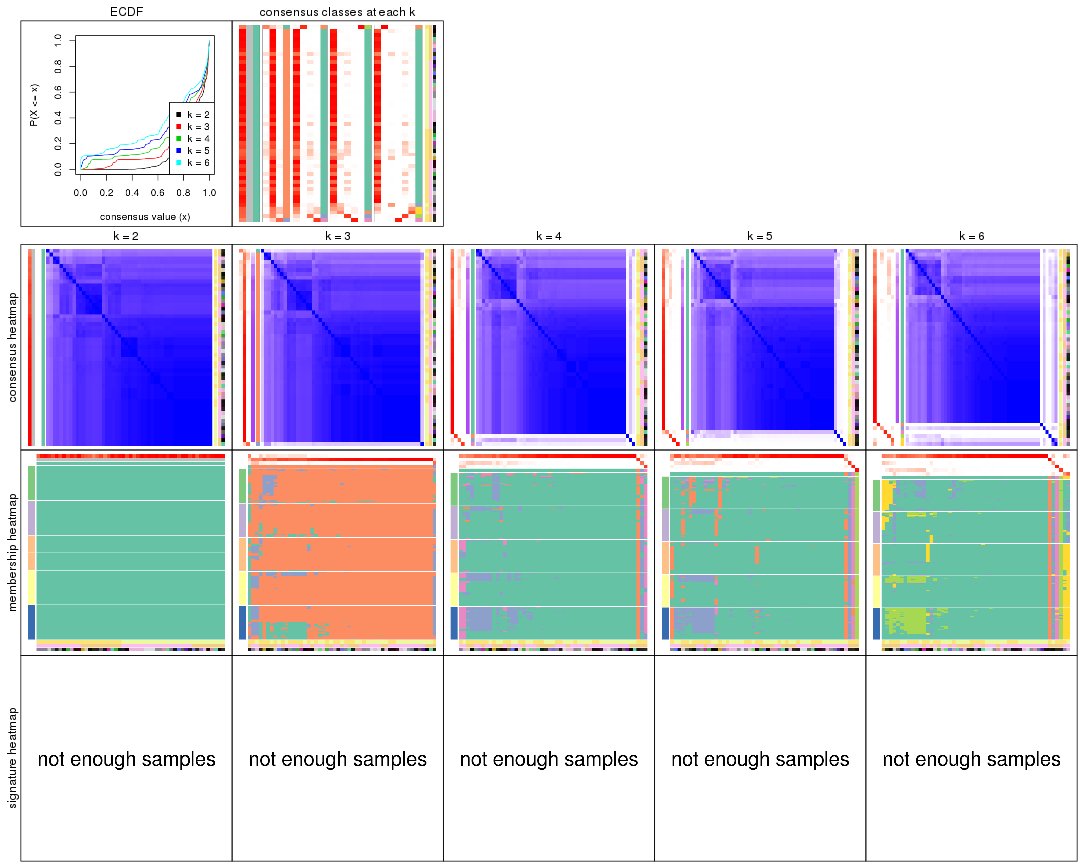 ECDF
consensus classes at each k
P(X <= x)
1.0
0.8
0.6
0.4
0.2
0.0
k = 2
k = 3
k = 4
k = 5
k = 6
0.0 0.2 0.4 0.6 0.8 1.0
consensus value (x)
k = 2
k = 3
k = 4
k = 5
k = 6
consensus heatmap
membership heatmap
signature heatmap
not enough samples
not enough samples
not enough samples
not enough samples
not enough samples